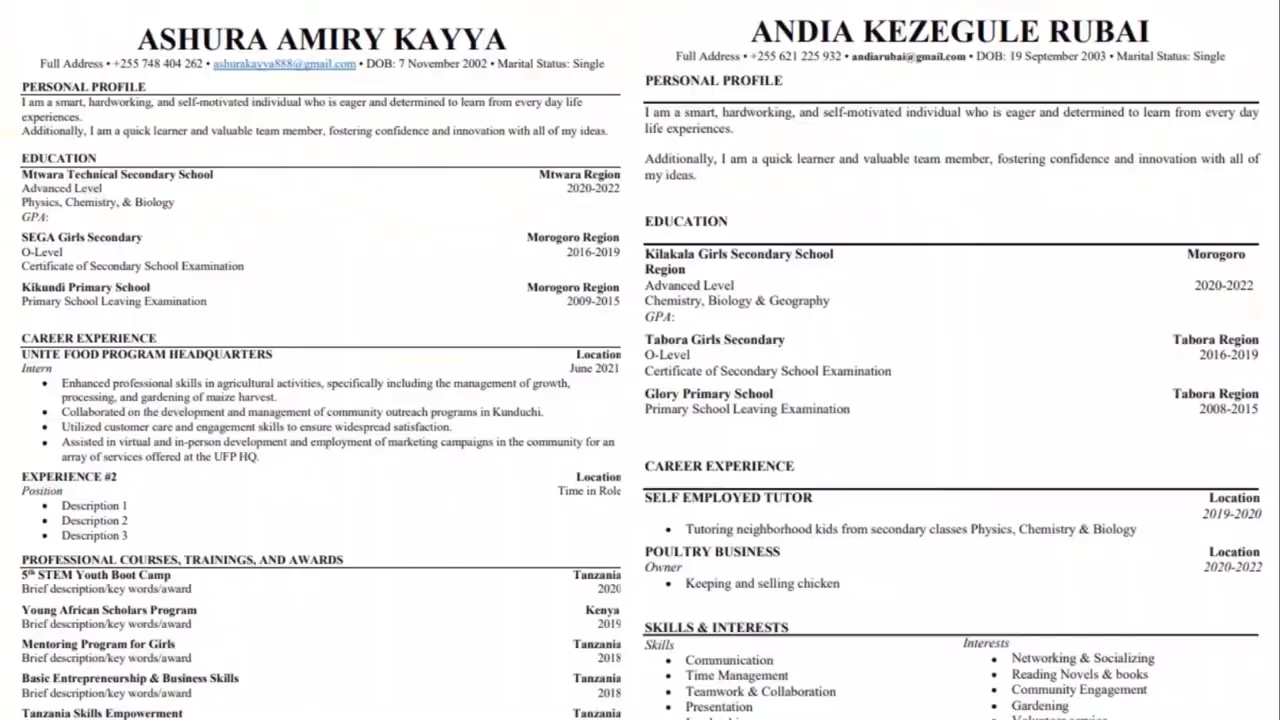 ASHURA AMIRY KAYYA
Full Address • +255 748 404 262 • ashurakayya888@gmail.com • DOB: 7 November 2002 • Marital Status: Single
PERSONAL PROFILE
I am a smart, hardworking, and self-motivated individual who is eager and determined to learn from every day life
experiences.
Additionally, I am a quick learner and valuable team member, fostering confidence and innovation with all of my ideas.
EDUCATION
Mtwara Technical Secondary School Mtwara Region
Advanced Level 2020-2022
Physics, Chemistry, & Biology
GPA:
SEGA Girls Secondary Morogoro Region
O-Level 2016-2019
Certificate of Secondary School Examination
Kikundi Primary School Morogoro Region
Primary School Leaving Examination 2009-2015
CAREER EXPERIENCE
UNITE FOOD PROGRAM HEADQUARTERS Location
Intern June 2021
• Enhanced professional skills in agricultural activities, specifically including the management of growth,
processing, and gardening of maize harvest.
• Collaborated on the development and management of community outreach programs in Kunduchi.
• Utilized customer care and engagement skills to ensure widespread satisfaction.
• Assisted in virtual and in-person development and employment of marketing campaigns in the community for an
array of services offered at the UFP HQ.
EXPERIENCE #2 Location
Position Time in Role
• Description 1
• Description 2
• Description 3
PROFESSIONAL COURSES, TRAININGS, AND AWARDS
5th STEM Youth Boot Camp Tanzania
Brief description/key words/award 2020
Young African Scholars Program Kenya
Brief description/key words/award 2019
Mentoring Program for Girls Tanzania
Brief description/key words/award 2018
Basic Entrepreneurship & Business Skills Tanzania
Brief description/key words/award 2018
Tanzania Skills Empowerment Tanzania
ANDIA KEZEGULE RUBAI
Full Address • +255 621 225 932 • andiarubai@gmail.com • DOB: 19 September 2003 • Marital Status: Single
PERSONAL PROFILE
I am a smart, hardworking, and self-motivated individual who is eager and determined to learn from every day
life experiences.
Additionally, I am a quick learner and valuable team member, fostering confidence and innovation with all of
my ideas.
EDUCATION
Kilakala Girls Secondary School Morogoro
Region
Advanced Level 2020-2022
Chemistry, Biology & Geography
GPA:
Tabora Girls Secondary Tabora Region
O-Level 2016-2019
Certificate of Secondary School Examination
Glory Primary School Tabora Region
Primary School Leaving Examination 2008-2015
CAREER EXPERIENCE
SELF EMPLOYED TUTOR Location
2019-2020
• Tutoring neighborhood kids from secondary classes Physics, Chemistry & Biology
POULTRY BUSINESS Location
Owner 2020-2022
• Keeping and selling chicken
SKILLS & INTERESTS
Skills Interests
• Communication • Networking & Socializing
• Time Management • Reading Novels & books
• Teamwork & Collaboration • Community Engagement
• Presentation • Gardening